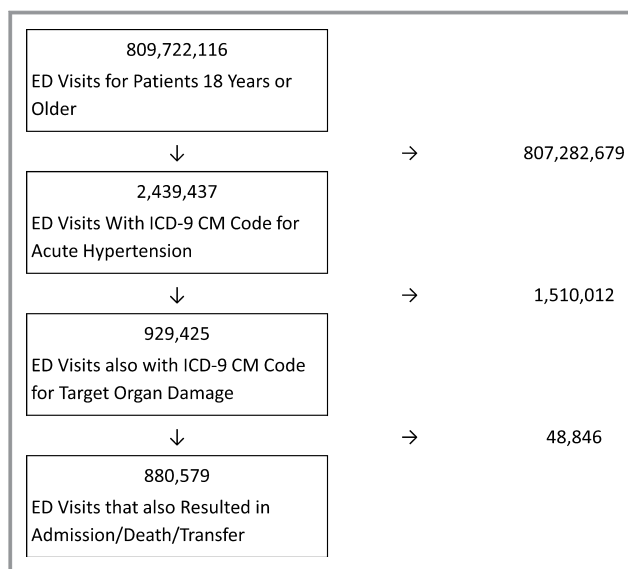 809,722,116
ED Visits for Patients 18 Years or
Older
↓ → 807,282,679
2,439,437
ED Visits With ICD-9 CM Code for
Acute Hypertension
↓ → 1,510,012
929,425
ED Visits also with ICD-9 CM Code
for Target Organ Damage
↓ → 48,846
880,579
ED Visits that also Resulted in
Admission/Death/Transfer